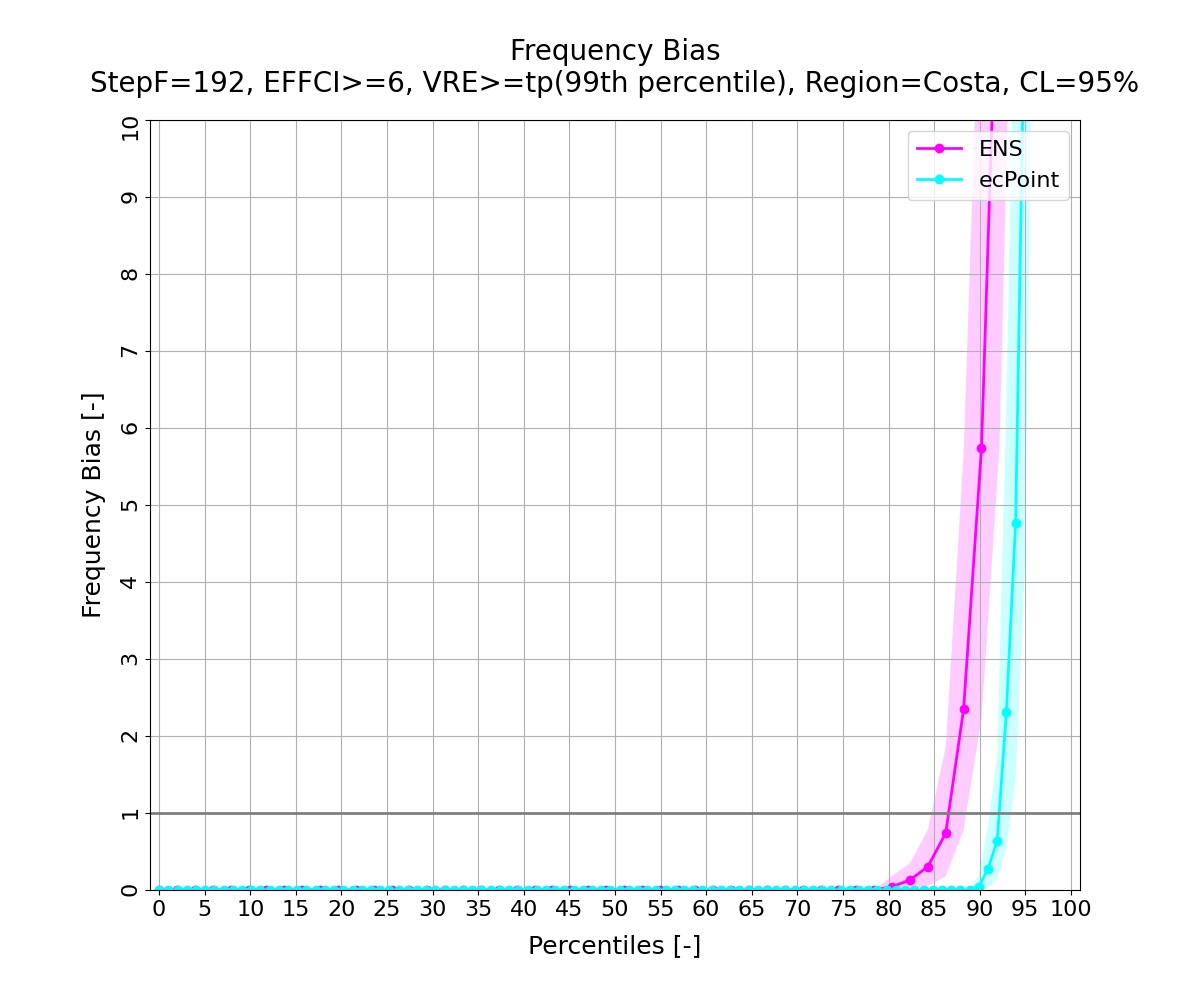 Frequency Bias
StepF=192, EFFCI>=6, VRE>=tp(99th percentile), Region=Costa, CL=95%
10
9
8
7
6
5
4
3
2
1
0
Frequency Bias [-]
ENS
ecPoint
0 5 10 15 20 25 30 35 40 45 50 55 60 65 70 75 80 85 90 95 100
Percentiles [-]